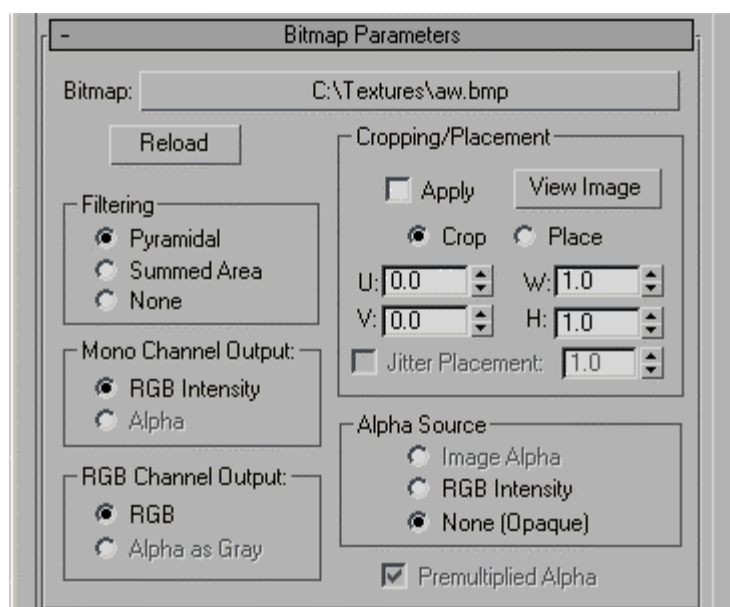 - Bitmap Parameters
Bitmap: C:\Textures\aw.bmp
Reload
Filtering
Pyramidal
Summed Area
None
Mono Channel Output:
RGB Intensity
Alpha
RGB Channel Output:
RGB
Alpha as Gray
Cropping/Placement
Apply View Image
Crop Place
U: 0.0 W: 1.0
V: 0.0 H: 1.0
Jitter Placement: 1.0
Alpha Source
Image Alpha
RGB Intensity
None (Opaque)
Premultiplied Alpha